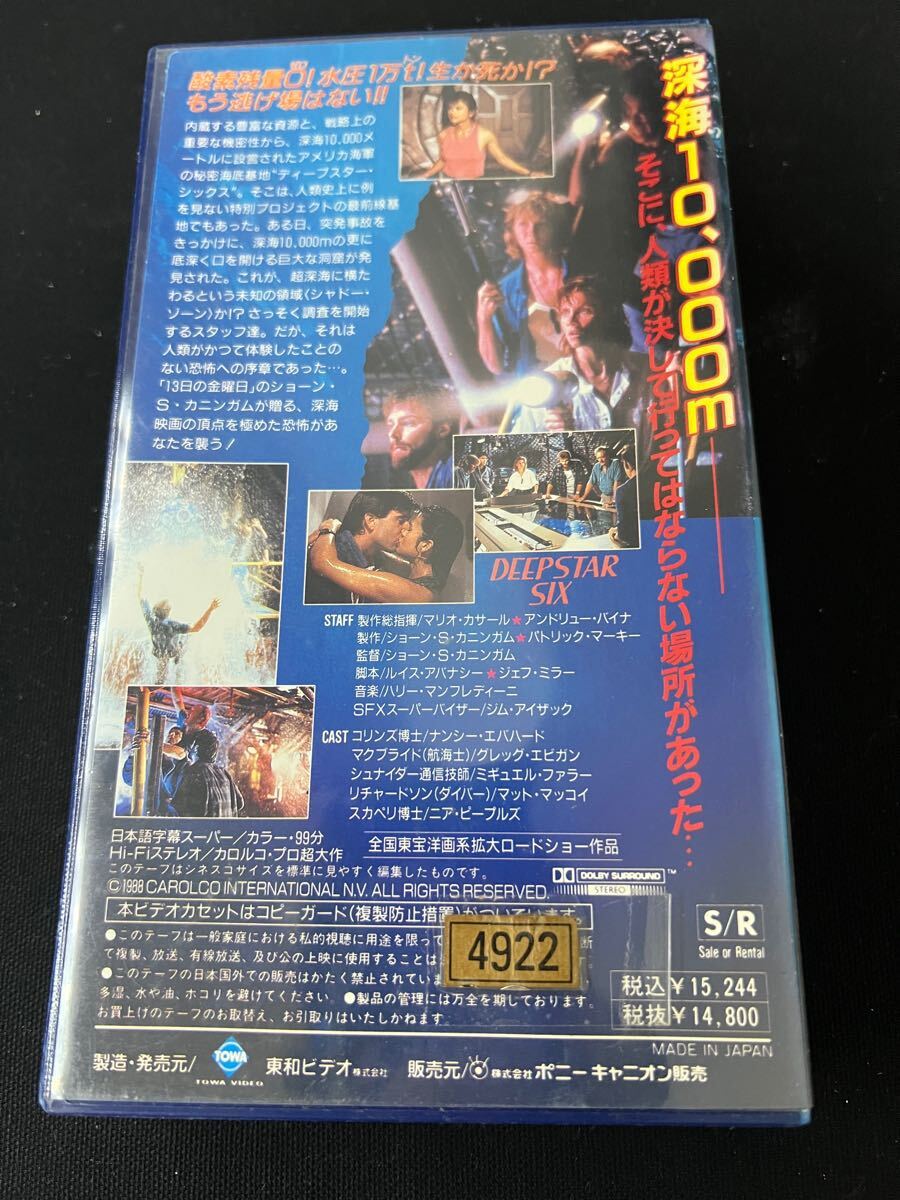 深海10,000m
そこに、人類が決して行ってはならない場所があった…
酸素残量0!水圧1万t!生か死か!?
もう逃げ場はない!!
内蔵する豊富な資源と、戦略上の
重要な機密性から、深海10.000メ
ートルに設営されたアメリカ海軍
の秘密海底基地“ディープスター・
シックス”。そこは、人類史上に例
を見ない特別プロジェクトの最前線基
地でもあった。ある日、突発事故を
きっかけに、深海10.000mの更に
底深く口を開ける巨大な洞窟が発
見された。これが、超深海に横た
わるという未知の領域〈シャドー・
ゾーン〉か!?さっそく調査を開始
するスタッフ達。だが、それは
人類がかつて体験したことの
ない恐怖への序章であった…。
「13日の金曜日」のショーン・
S・カニンガムが贈る、深海
映画の頂点を極めた恐怖があ
なたを襲う!
DEEPSTAR
SIX
STAFF 製作総指揮/マリオ・カサール★アンドリュー・バイナ
製作/ショーン・S・カニンガム★パトリック・マーキー
監督/ショーン・S・カニンガム
脚本/ルイス・アバナシー★ジェフ・ミラー
音楽/ハリー・マンフレディーニ
SFXスーパーバイザー/ジム・アイザック
CAST コリンズ博士/ナンシー・エバハード
マクブライド(航海士)/グレッグ・エビガン
シュナイダー通信技師/ミギュエル・ファラー
リチャードソン(ダイバー)/マット・マッコイ
スカペリ博士/ニア・ピープルズ
日本語字幕スーパー/カラー・99分
Hi-Fiステレオ/カロルコ・プロ超大作
全国東宝洋画系拡大ロードショー作品
このテープはシネスコサイズを標準に見やすく編集したものです。
©1988 CAROLCO INTERNATIONAL N.V. ALL RIGHTS RESERVED.
DOLBY SURROUND™
STEREO
本ビデオカセットはコピーガード(複製防止措置)がついています。
●このテープは一般家庭における私的視聴に用途を限って
断
て複製、放送、有線放送、及び公の上映に使用することは
●このテープの日本国外での販売はかたく禁止されていま
多湿、水や油、ホコリを避けてください。●製品の管理には万全を期しております。
お買上げのテープのお取替え、お引取りはいたしかねます。
4922
S/R
Sale or Rental
税込¥15,244
税抜¥14,800
MADE IN JAPAN
製造・発売元/ TOWA 東和ビデオ株式会社 販売元/ 株式会社ポニーキャニオン販売
TOWA VIDEO